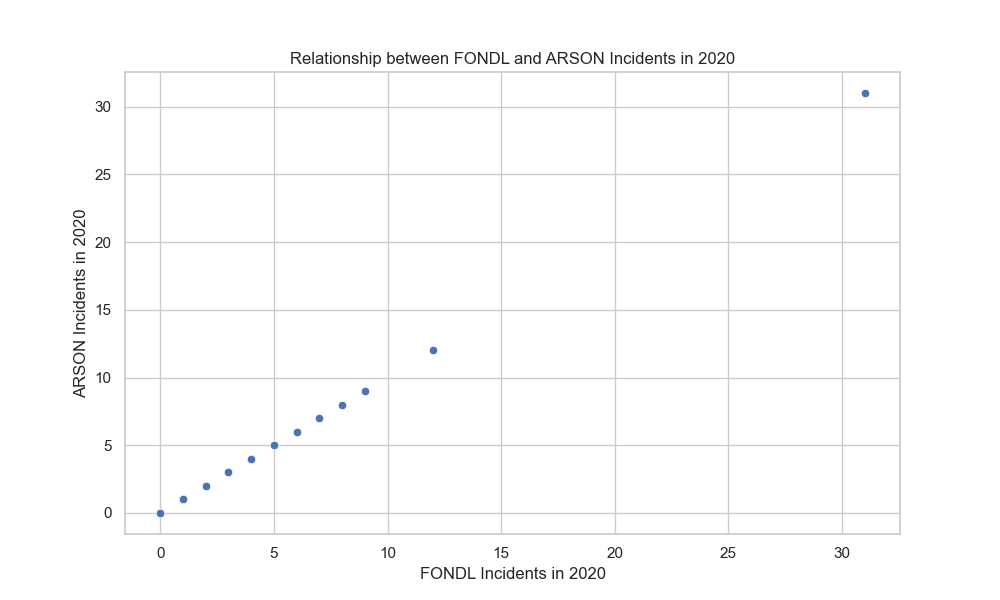 Relationship between FONDL and ARSON Incidents in 2020
30
25
20
15
10
5
0
ARSON Incidents in 2020
0 5 10 15 20 25 30
FONDL Incidents in 2020